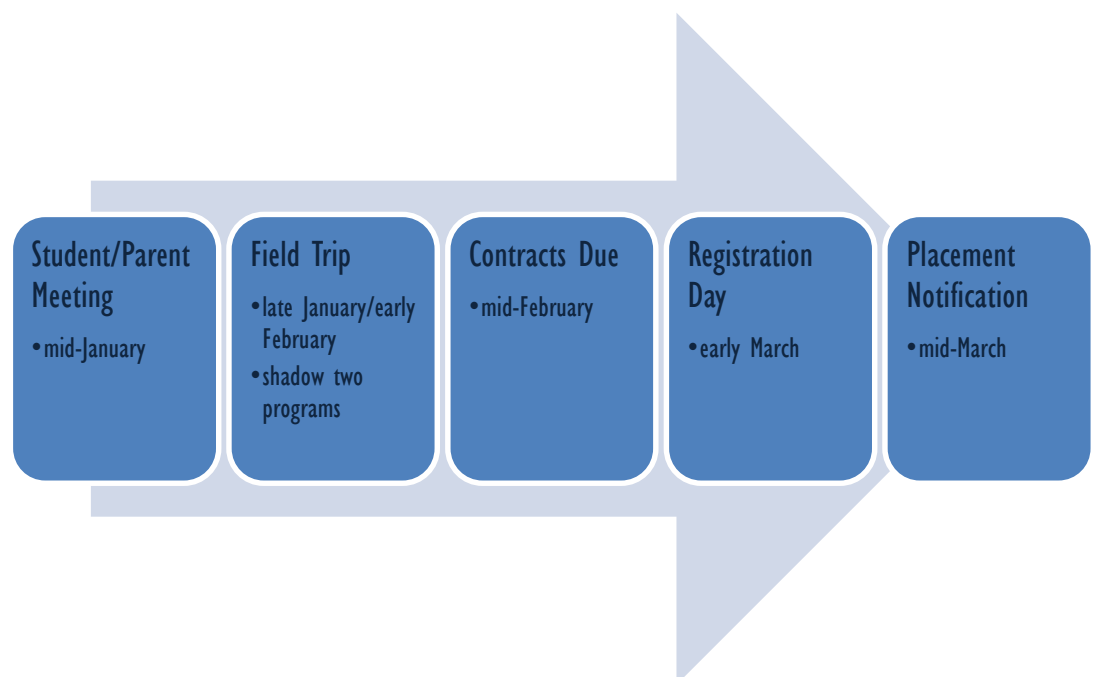 Student/Parent
Meeting
•mid-January
Field Trip
•late January/early
February
•shadow two
programs
Contracts Due
•mid-February
Registration
Day
•early March
Placement
Notification
•mid-March